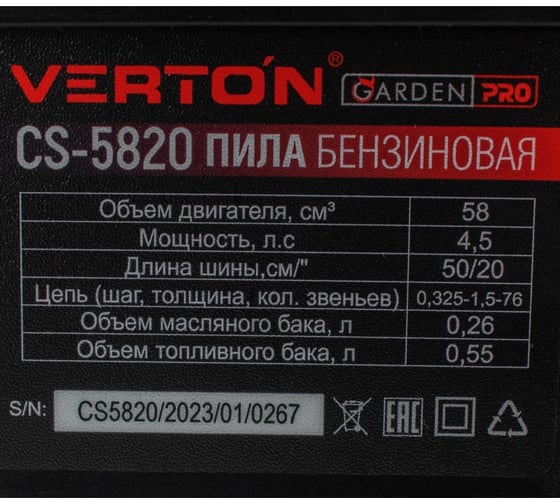 VERTON® GARDEN PRO
CS-5820 ПИЛА БЕНЗИНОВАЯ
Объем двигателя, см³ 58
Мощность, л.с 4,5
Длина шины,см/" 50/20
Цепь (шаг, толщина, кол. звеньев) 0,325-1,5-76
Объем масляного бака, л 0,26
Объем топливного бака, л 0,55
S/N: CS5820/2023/01/0267 EAC